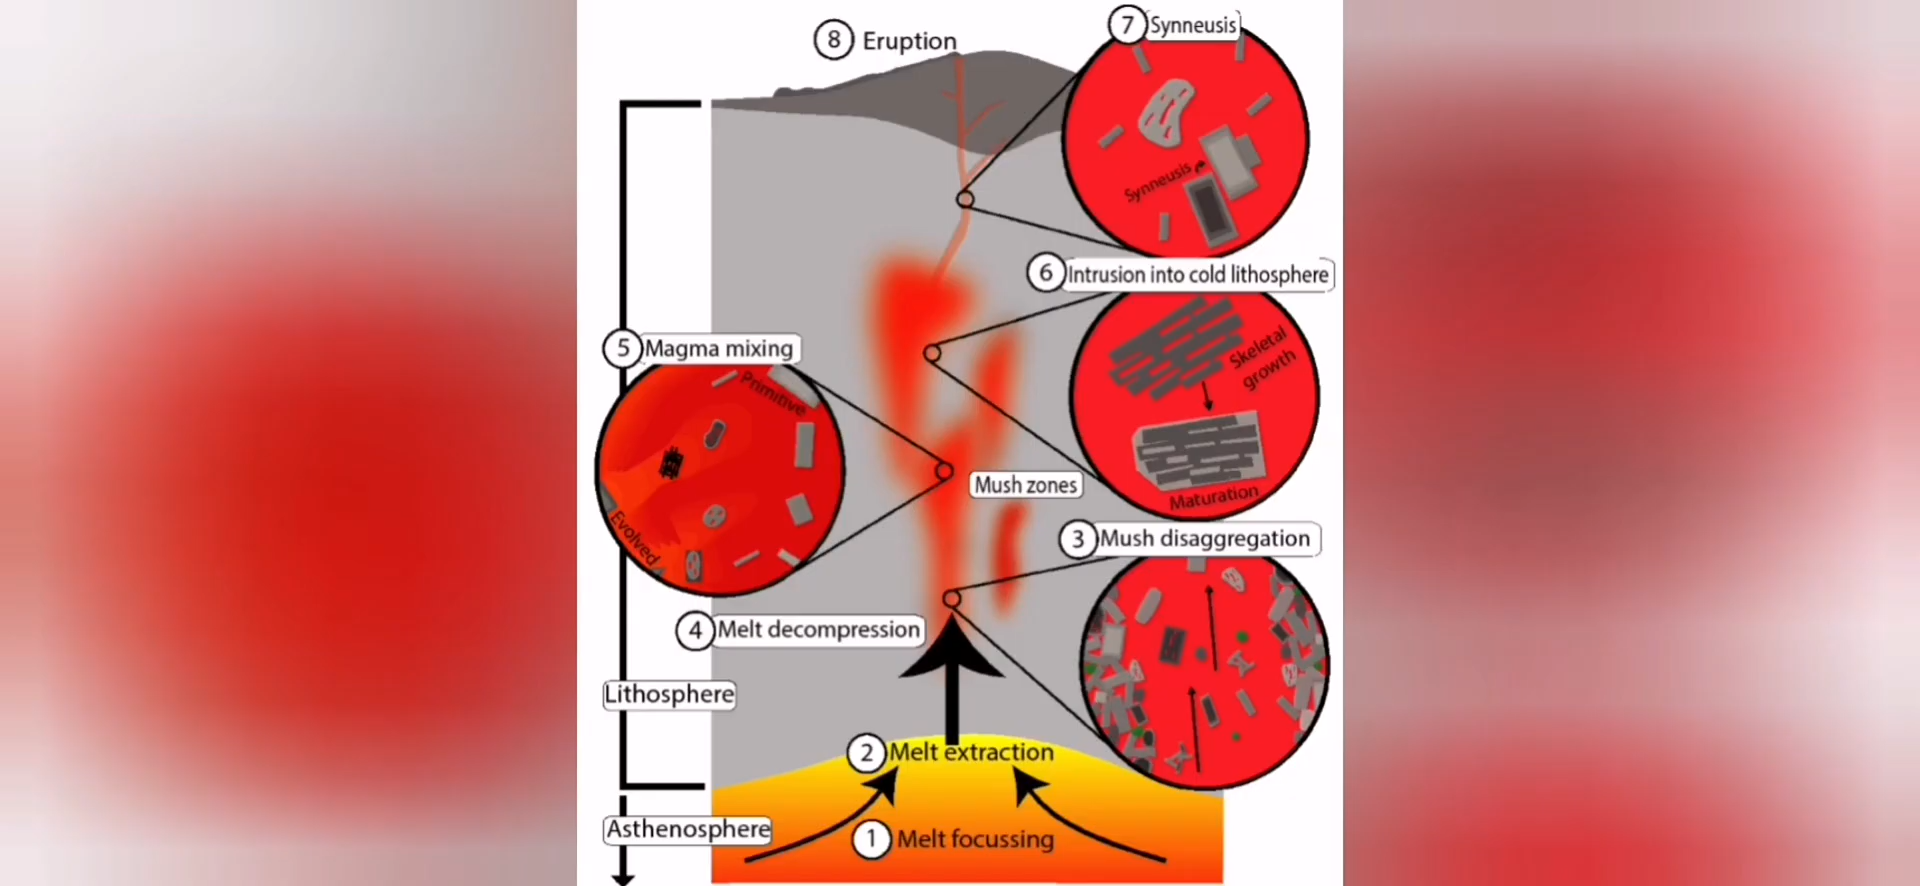 8 Eruption
7 Synneusis
Synneusis
6 Intrusion into cold lithosphere
Skeletal
growth
Maturation
5 Magma mixing
Primitive
Evolved
Mush zones
3 Mush disaggregation
4 Melt decompression
Lithosphere
2 Melt extraction
Asthenosphere
1 Melt focussing